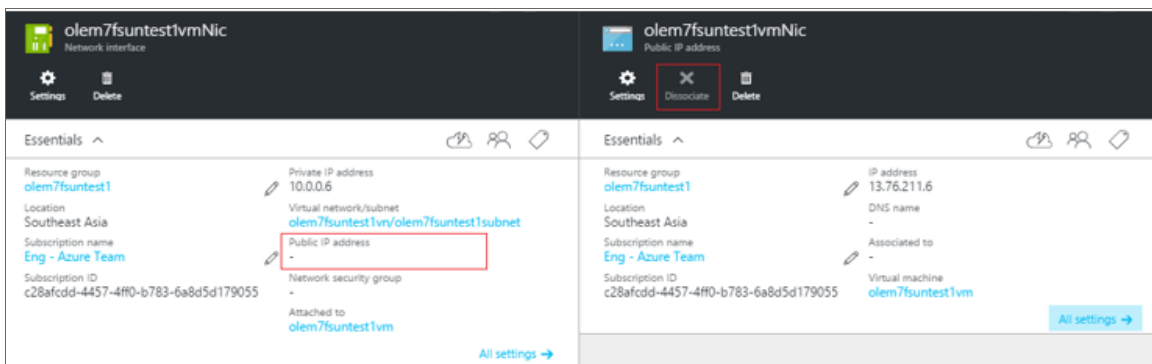 olem7fsuntest1vmNic
Network interface
Settings
Delete
Essentials
Resource group
olem7fsuntest1
Location
Southeast Asia
Subscription name
Eng - Azure Team
Subscription ID
c28afcdd-4457-4ff0-b783-6a8d5d179055
Private IP address
10.0.0.6
Virtual network/subnet
olem7fsuntest1vn/olem7fsuntest1subnet
Public IP address
-
Network security group
-
Attached to
olem7fsuntest1vm
All settings →
olem7fsuntest1vmNic
Public IP address
Settings
Dissociate
Delete
Essentials
Resource group
olem7fsuntest1
Location
Southeast Asia
Subscription name
Eng - Azure Team
Subscription ID
c28afcdd-4457-4ff0-b783-6a8d5d179055
IP address
13.76.211.6
DNS name
-
Associated to
-
Virtual machine
olem7fsuntest1vm
All settings →